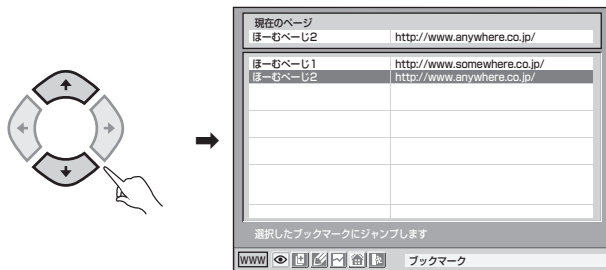 現在のページ
ほーむぺーじ2 http://www.anywhere.co.jp/
ほーむぺーじ1 http://www.somewhere.co.jp/
ほーむぺーじ2 http://www.anywhere.co.jp/
選択したブックマークにジャンプします
WWW ブックマーク